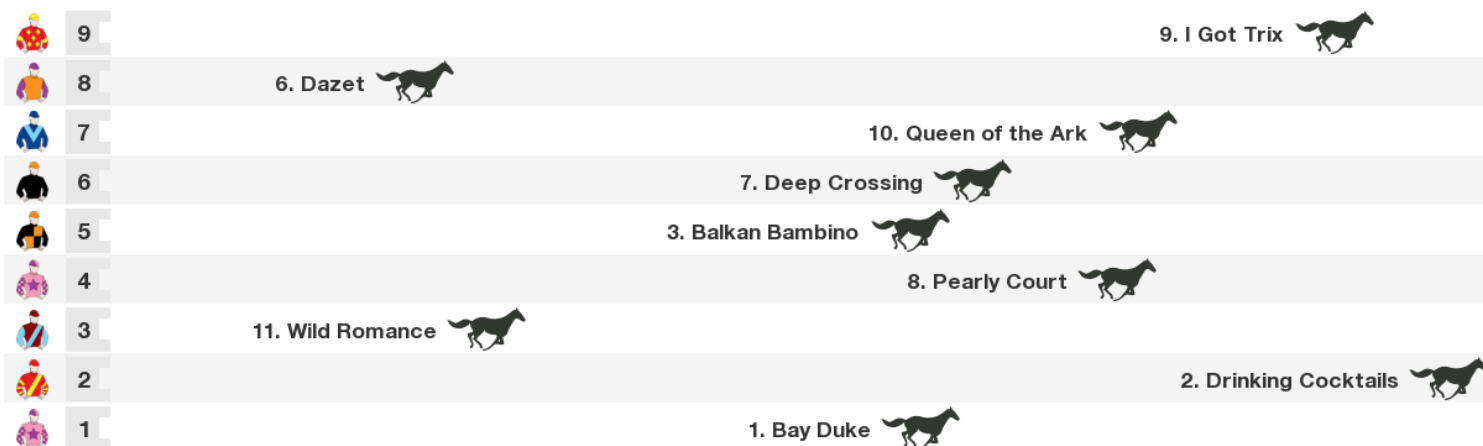 9 9. I Got Trix
8 6. Dazet
7 10. Queen of the Ark
6 7. Deep Crossing
5 3. Balkan Bambino
4 8. Pearly Court
3 11. Wild Romance
2 2. Drinking Cocktails
1 1. Bay Duke